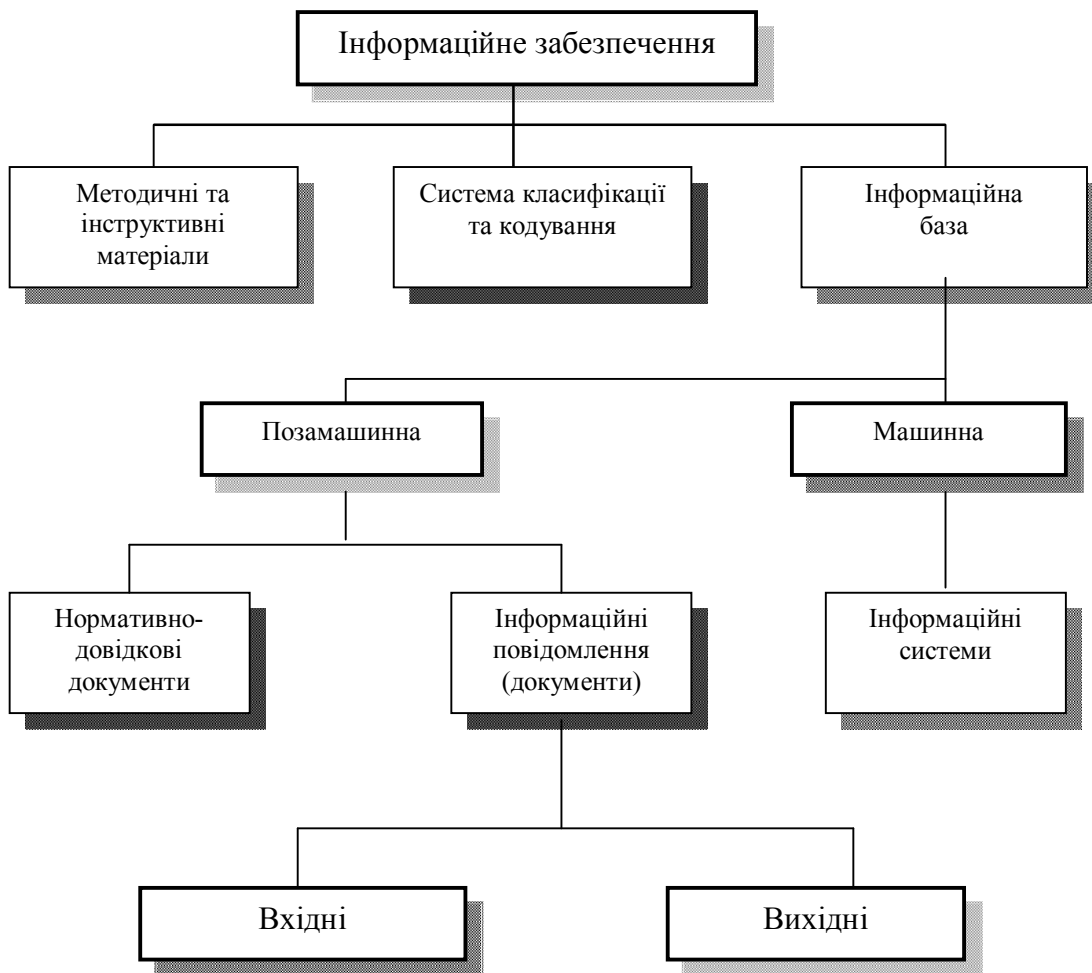 Інформаційне забезпечення
Методичні та
інструктивні
матеріали
Система класифікації
та кодування
Інформаційна
база
Позамашинна
Машинна
Нормативно-
довідкові
документи
Інформаційні
повідомлення
(документи)
Інформаційні
системи
Вхідні
Вихідні